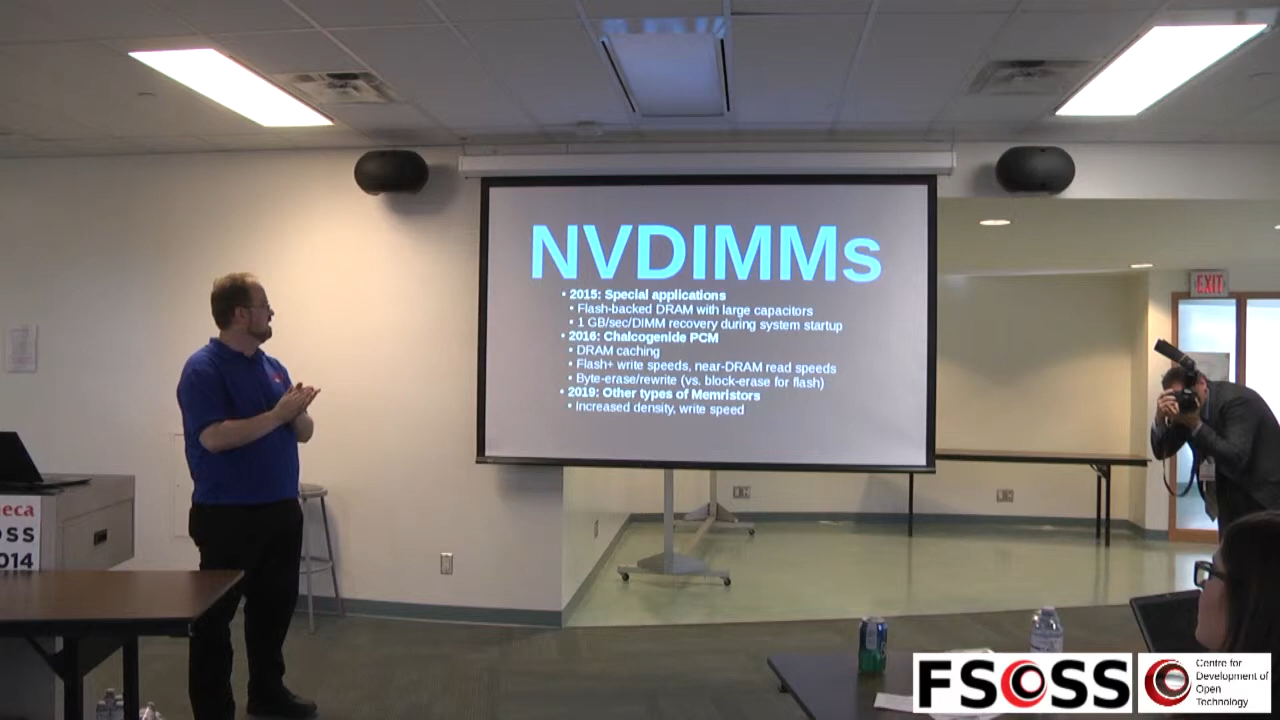 NVDIMMs
• 2015: Special applications
• Flash-backed DRAM with large capacitors
• 1 GB/sec/DIMM recovery during system startup
• 2016: Chalcogenide PCM
• DRAM caching
• Flash+ write speeds, near-DRAM read speeds
• Byte-erase/rewrite (vs. block-erase for flash)
• 2019: Other types of Memristors
• Increased density, write speed
EXIT
eca
OSS
014
FSOSS
Centre for
Development of
Open
Technology